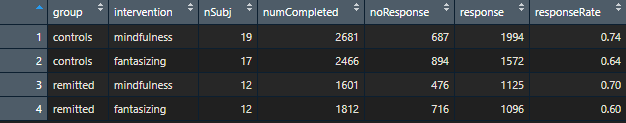 group intervention nSubj numCompleted noResponse response responseRate
1 controls mindfulness 19 2681 687 1994 0.74
2 controls fantasizing 17 2466 894 1572 0.64
3 remitted mindfulness 12 1601 476 1125 0.70
4 remitted fantasizing 12 1812 716 1096 0.60